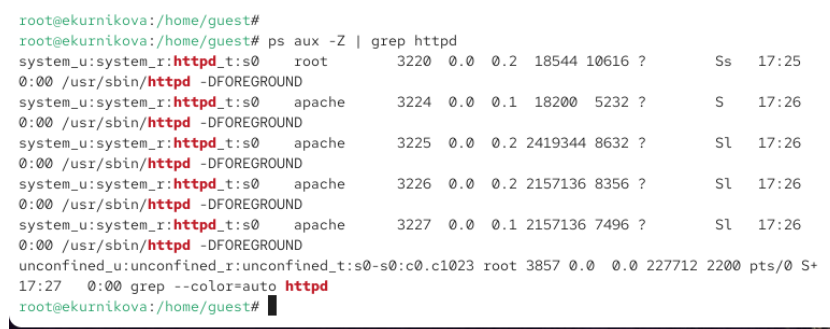 root@ekurnikova:/home/guest#
root@ekurnikova:/home/guest# ps aux -Z | grep httpd
system_u:system_r:httpd_t:s0    root      3220  0.0  0.2  18544 10616 ?        Ss   17:25
0:00 /usr/sbin/httpd -DFOREGROUND
system_u:system_r:httpd_t:s0    apache    3224  0.0  0.1  18200  5232 ?        S    17:26
0:00 /usr/sbin/httpd -DFOREGROUND
system_u:system_r:httpd_t:s0    apache    3225  0.0  0.2 2419344 8632 ?        Sl   17:26
0:00 /usr/sbin/httpd -DFOREGROUND
system_u:system_r:httpd_t:s0    apache    3226  0.0  0.2 2157136 8356 ?        Sl   17:26
0:00 /usr/sbin/httpd -DFOREGROUND
system_u:system_r:httpd_t:s0    apache    3227  0.0  0.1 2157136 7496 ?        Sl   17:26
0:00 /usr/sbin/httpd -DFOREGROUND
unconfined_u:unconfined_r:unconfined_t:s0-s0:c0.c1023 root 3857 0.0  0.0 227712 2200 pts/0 S+
17:27   0:00 grep --color=auto httpd
root@ekurnikova:/home/guest#